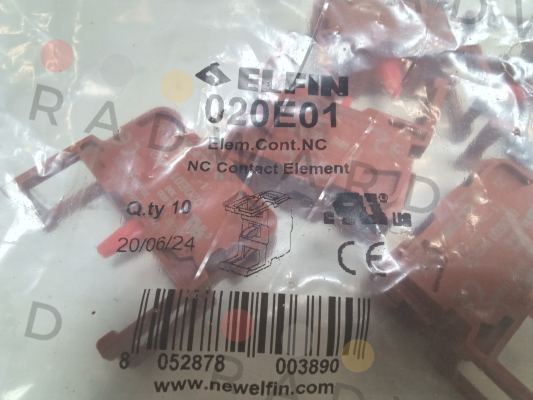 ELFIN
020E01
Elem.Cont.NC
NC Contact Element
Q.ty 10
20/06/24
CE
8 052878 003890
www.newelfin.com